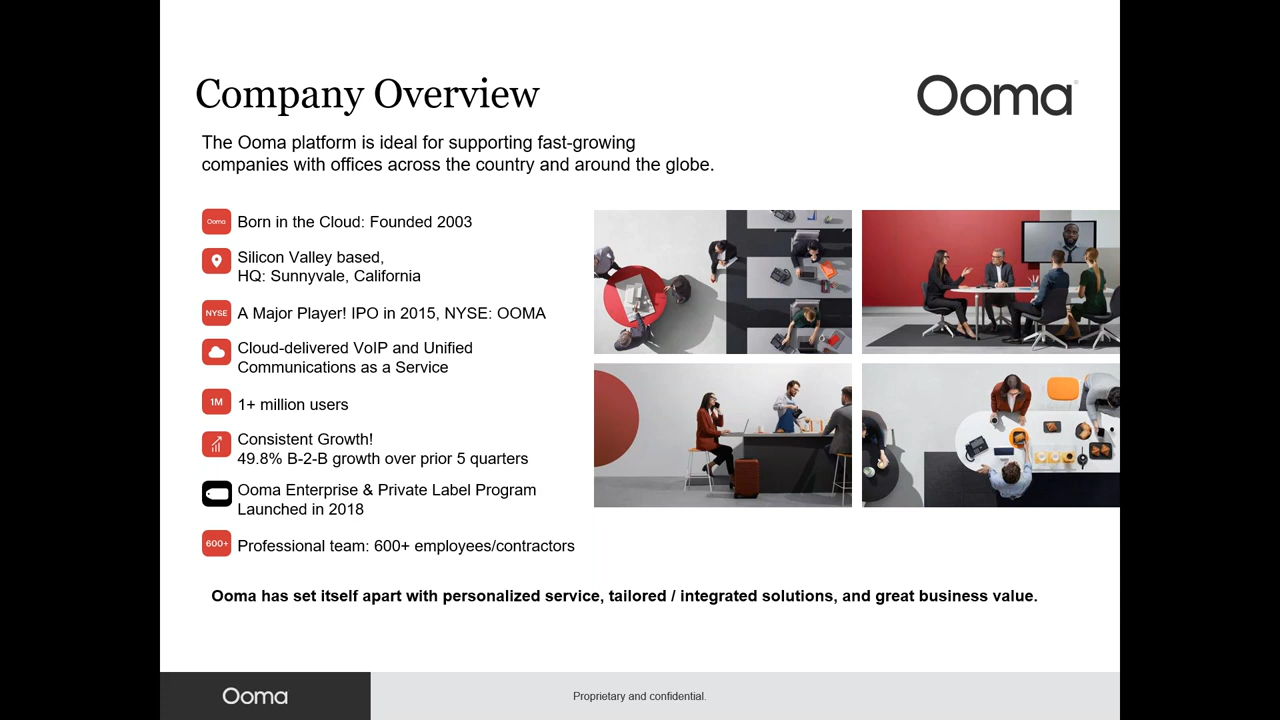 Company Overview
Ooma
The Ooma platform is ideal for supporting fast-growing
companies with offices across the country and around the globe.
Ooma Born in the Cloud: Founded 2003
Silicon Valley based,
HQ: Sunnyvale, California
NYSE A Major Player! IPO in 2015, NYSE: OOMA
Cloud-delivered VoIP and Unified
Communications as a Service
1M 1+ million users
Consistent Growth!
49.8% B-2-B growth over prior 5 quarters
Ooma Enterprise & Private Label Program
Launched in 2018
600+ Professional team: 600+ employees/contractors
Ooma has set itself apart with personalized service, tailored / integrated solutions, and great business value.
Ooma
Proprietary and confidential.